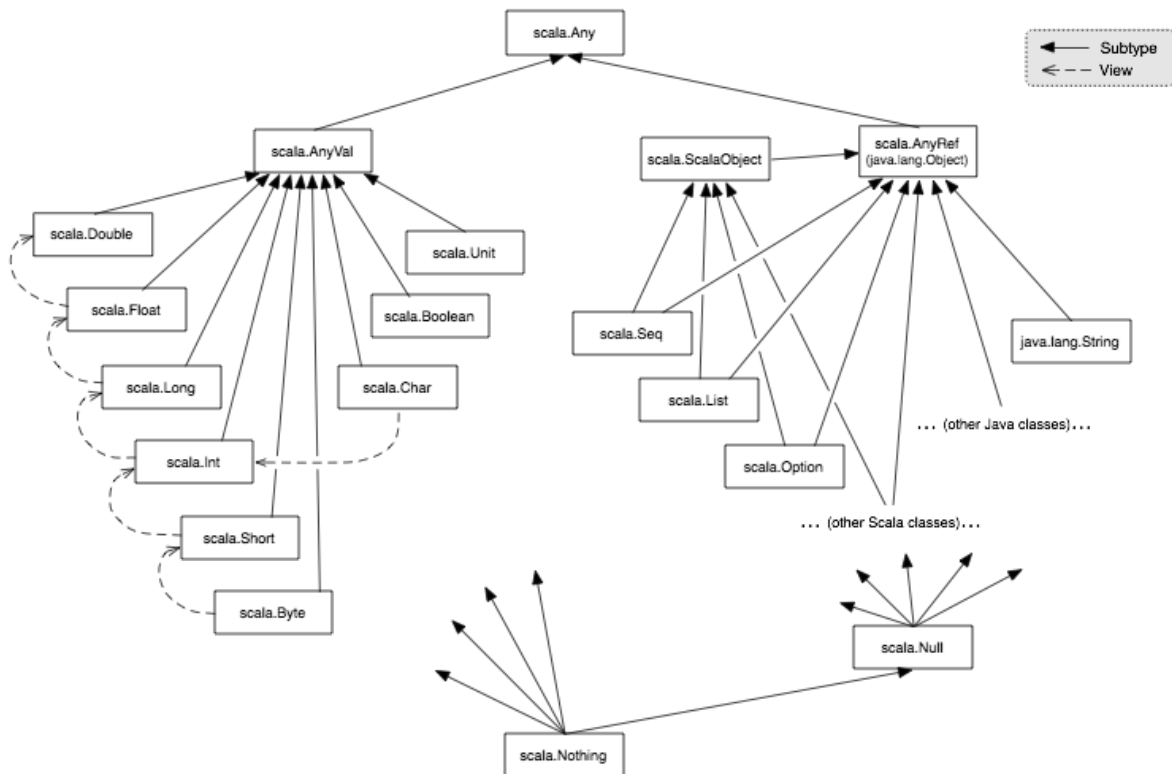 scala.Any
Subtype
View
scala.AnyVal
scala.ScalaObject
scala.AnyRef
(java.lang.Object)
scala.Double
scala.Unit
scala.Float
scala.Boolean
scala.Seq
java.lang.String
scala.Long
scala.Char
scala.List
... (other Java classes)...
scala.Int
scala.Option
... (other Scala classes)...
scala.Short
scala.Byte
scala.Null
scala.Nothing